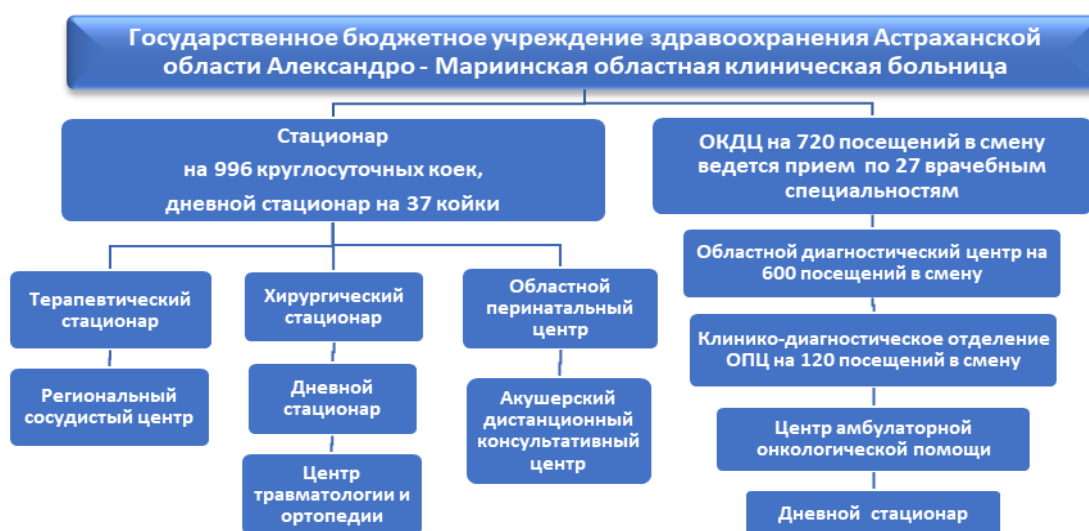 Государственное бюджетное учреждение здравоохранения Астраханской
области Александро - Мариинская областная клиническая больница
Стационар
на 996 круглосуточных коек,
дневной стационар на 37 койки
ОКДЦ на 720 посещений в смену
ведется прием по 27 врачебным
специальностям
Терапевтический
стационар
Региональный
сосудистый центр
Хирургический
стационар
Дневной
стационар
Центр
травматологии и
ортопедии
Областной
перинатальный
центр
Акушерский
дистанционный
консультативный
центр
Областной диагностический центр на
600 посещений в смену
Клинико-диагностическое отделение
ОПЦ на 120 посещений в смену
Центр амбулаторной
онкологической помощи
Дневной стационар